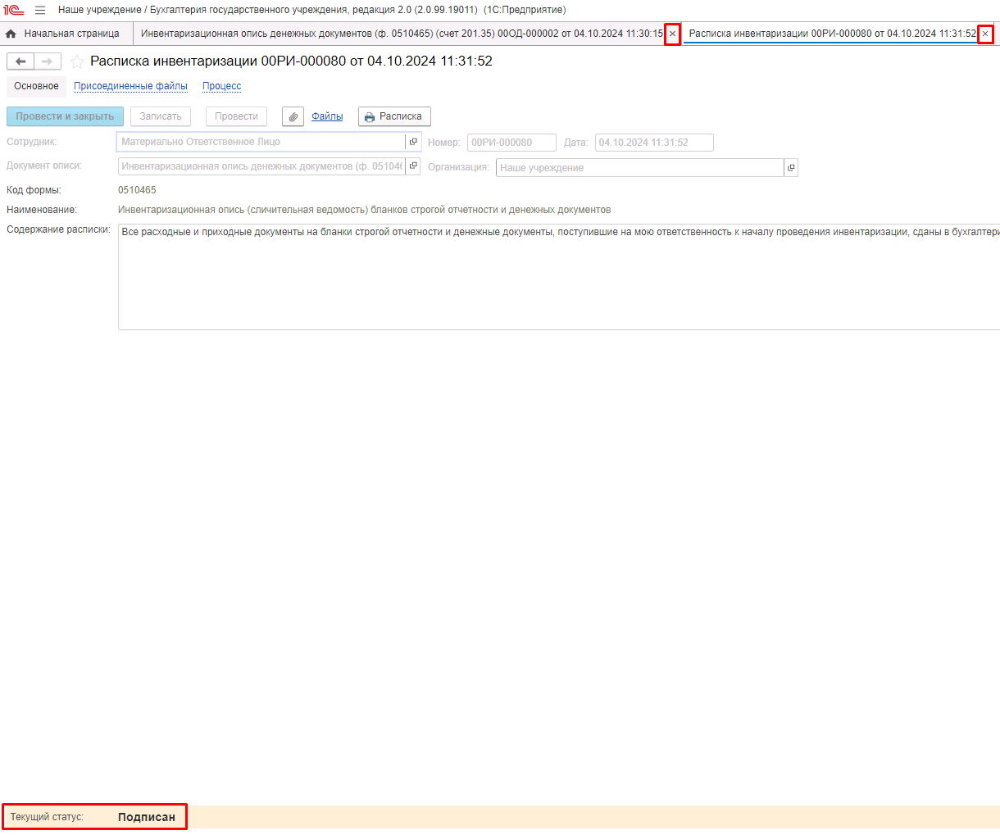 1С Наше учреждение / Бухгалтерия государственного учреждения, редакция 2.0 (2.0.99.19011) (1С:Предприятие)
Начальная страница Инвентаризационная опись денежных документов (ф. 0510465) (счет 201.35) 00ОД-000002 от 04.10.2024 11:30:15 × Расписка инвентаризации 00РИ-000080 от 04.10.2024 11:31:52 ×
Расписка инвентаризации 00РИ-000080 от 04.10.2024 11:31:52
Основное Присоединенные файлы Процесс
Провести и закрыть Записать Провести Файлы Расписка
Сотрудник: Материально Ответственное Лицо Номер: 00РИ-000080 Дата: 04.10.2024 11:31:52
Документ описи: Инвентаризационная опись денежных документов (ф. 051046 Организация: Наше учреждение
Код формы: 0510465
Наименование: Инвентаризационная опись (сличительная ведомость) бланков строгой отчетности и денежных документов
Содержание расписки: Все расходные и приходные документы на бланки строгой отчетности и денежные документы, поступившие на мою ответственность к началу проведения инвентаризации, сданы в бухгалтери
Текущий статус: Подписан